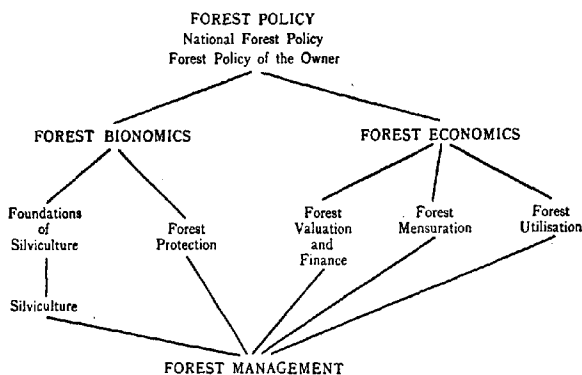 FOREST POLICY
National Forest Policy
Forest Policy of the Owner
FOREST BIONOMICS
FOREST ECONOMICS
Foundations
of
Silviculture
Forest
Protection
Forest
Valuation
and
Finance
Forest
Mensuration
Forest
Utilisation
Silviculture
FOREST MANAGEMENT